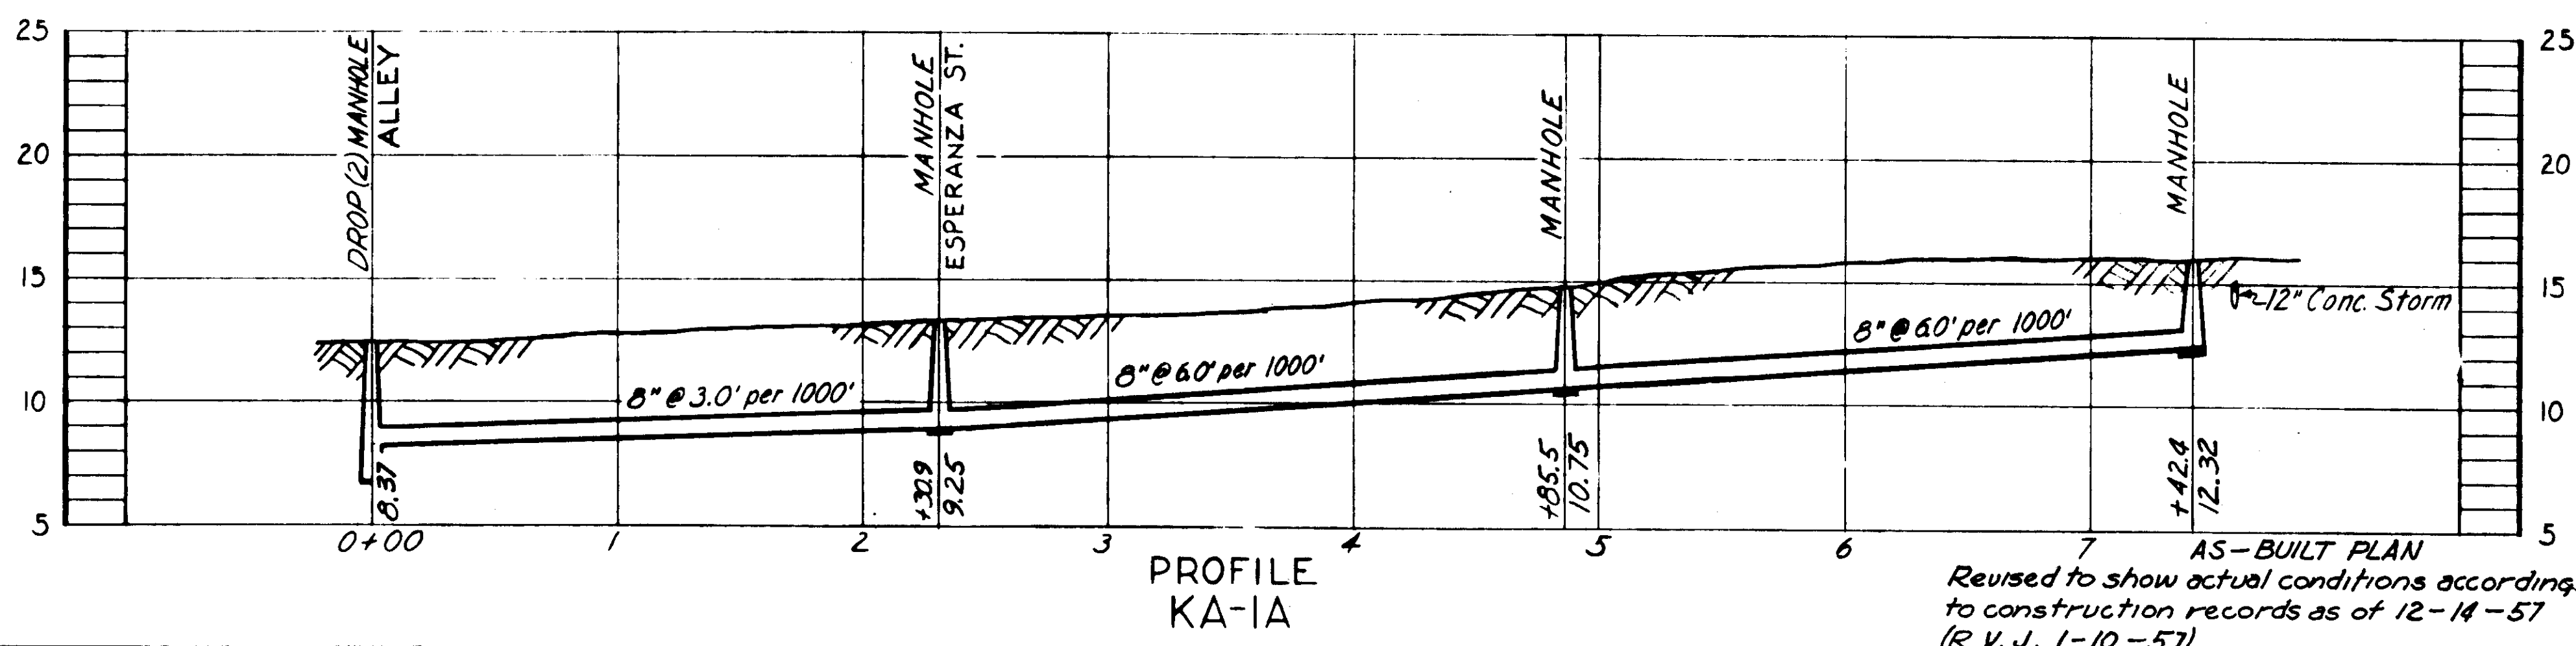 25
25
20
20
15
15
10
10
5
5
DROP (2) MANHOLE
ALLEY
MANHOLE
ESPERANZA ST.
MANHOLE
MANHOLE
12" Conc. Storm
8" @ 3.0' per 1000'
8" @ 6.0' per 1000'
8" @ 6.0' per 1000'
8.37
+30.9
9.25
+85.5
10.75
+42.4
12.32
0+00
1
2
3
4
5
6
7
PROFILE
KA-1A
AS-BUILT PLAN
Revised to show actual conditions according
to construction records as of 12-14-57
(R.V.J. 1-10-57)